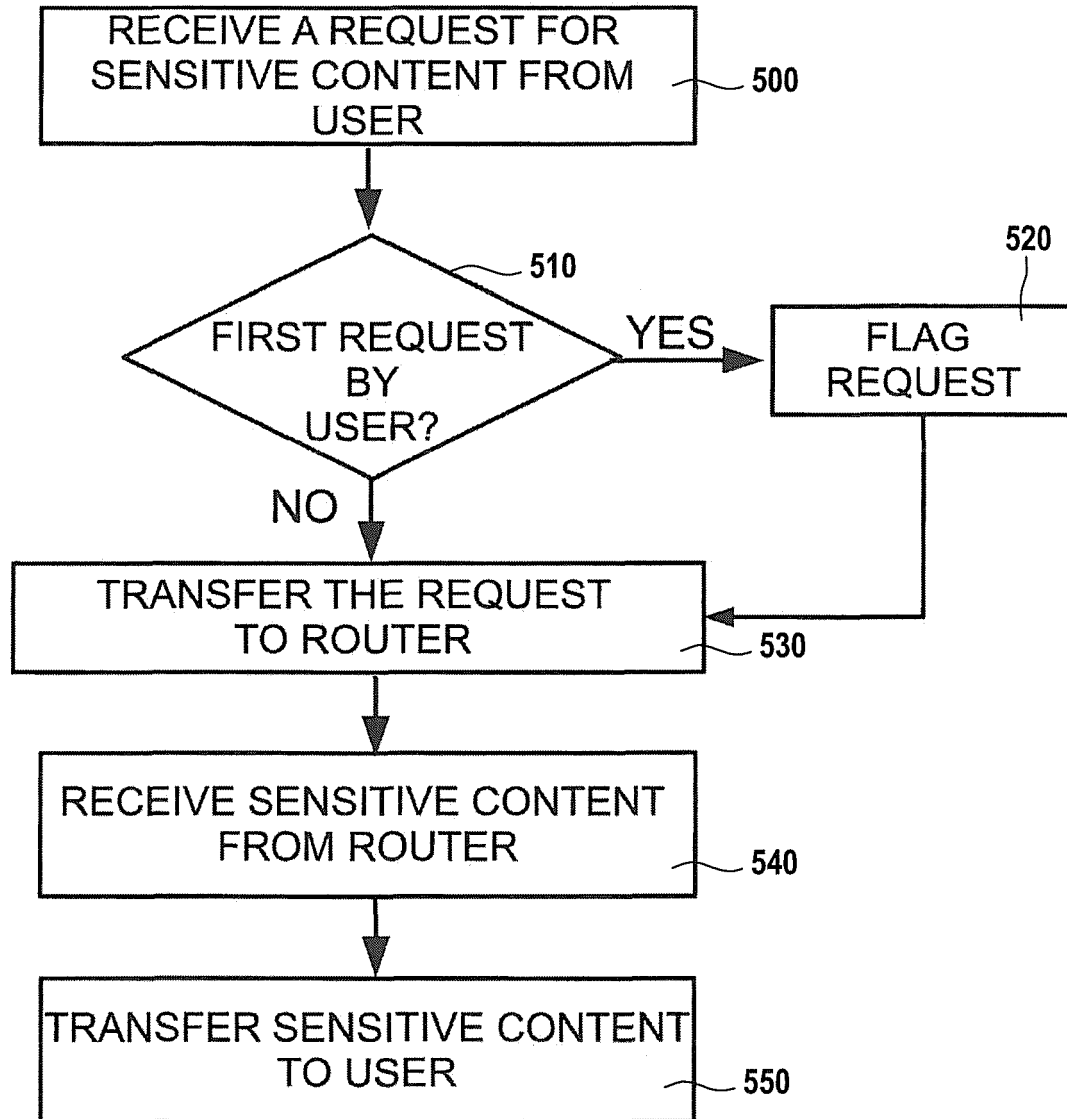 RECEIVE A REQUEST FOR
SENSITIVE CONTENT FROM
USER
500
510
FIRST REQUEST
BY
USER?
YES
520
FLAG
REQUEST
NO
TRANSFER THE REQUEST
TO ROUTER
530
RECEIVE SENSITIVE CONTENT
FROM ROUTER
540
TRANSFER SENSITIVE CONTENT
TO USER
550